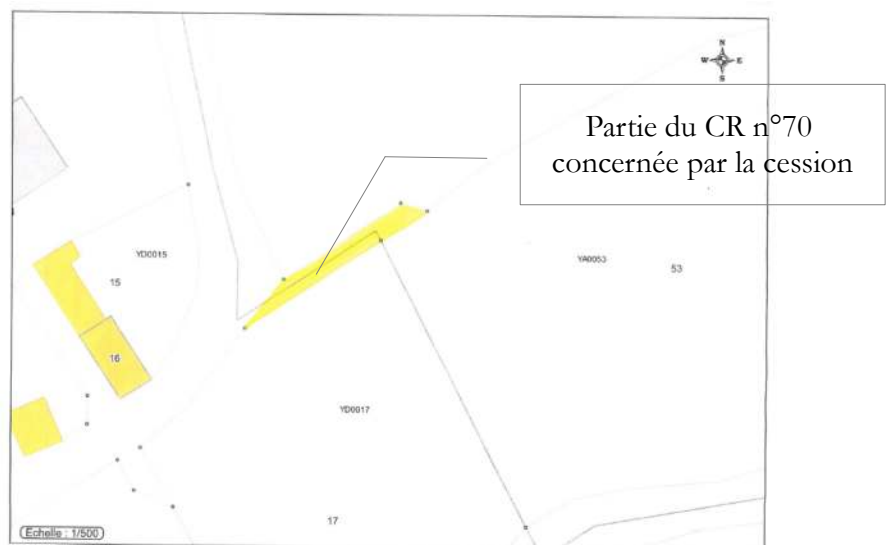 N
W E
S
Partie du CR n°70
concernée par la cession
YD0015
15
YA0053
53
16
YD0017
17
Echelle : 1/500